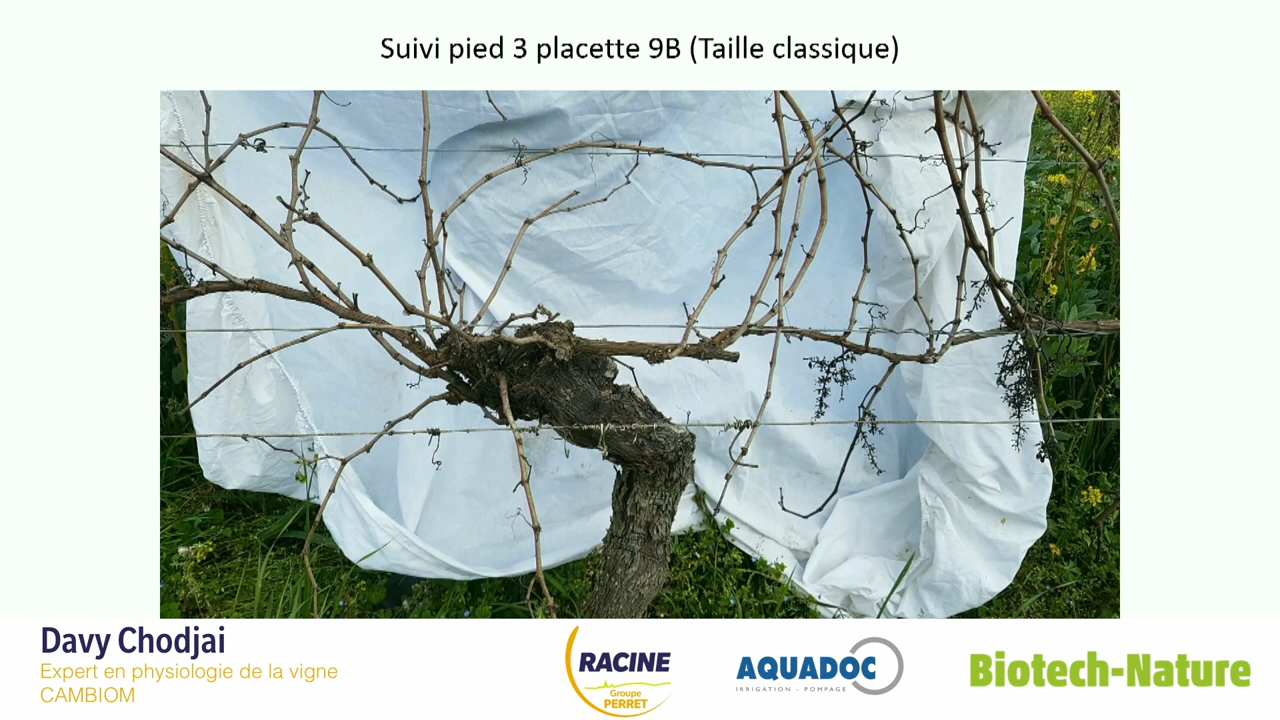 Suivi pied 3 placette 9B (Taille classique)
Davy Chodjai
Expert en physiologie de la vigne
CAMBIOM
RACINE
Groupe
PERRET
AQUADOC
IRRIGATION - POMPAGE
Biotech-Nature